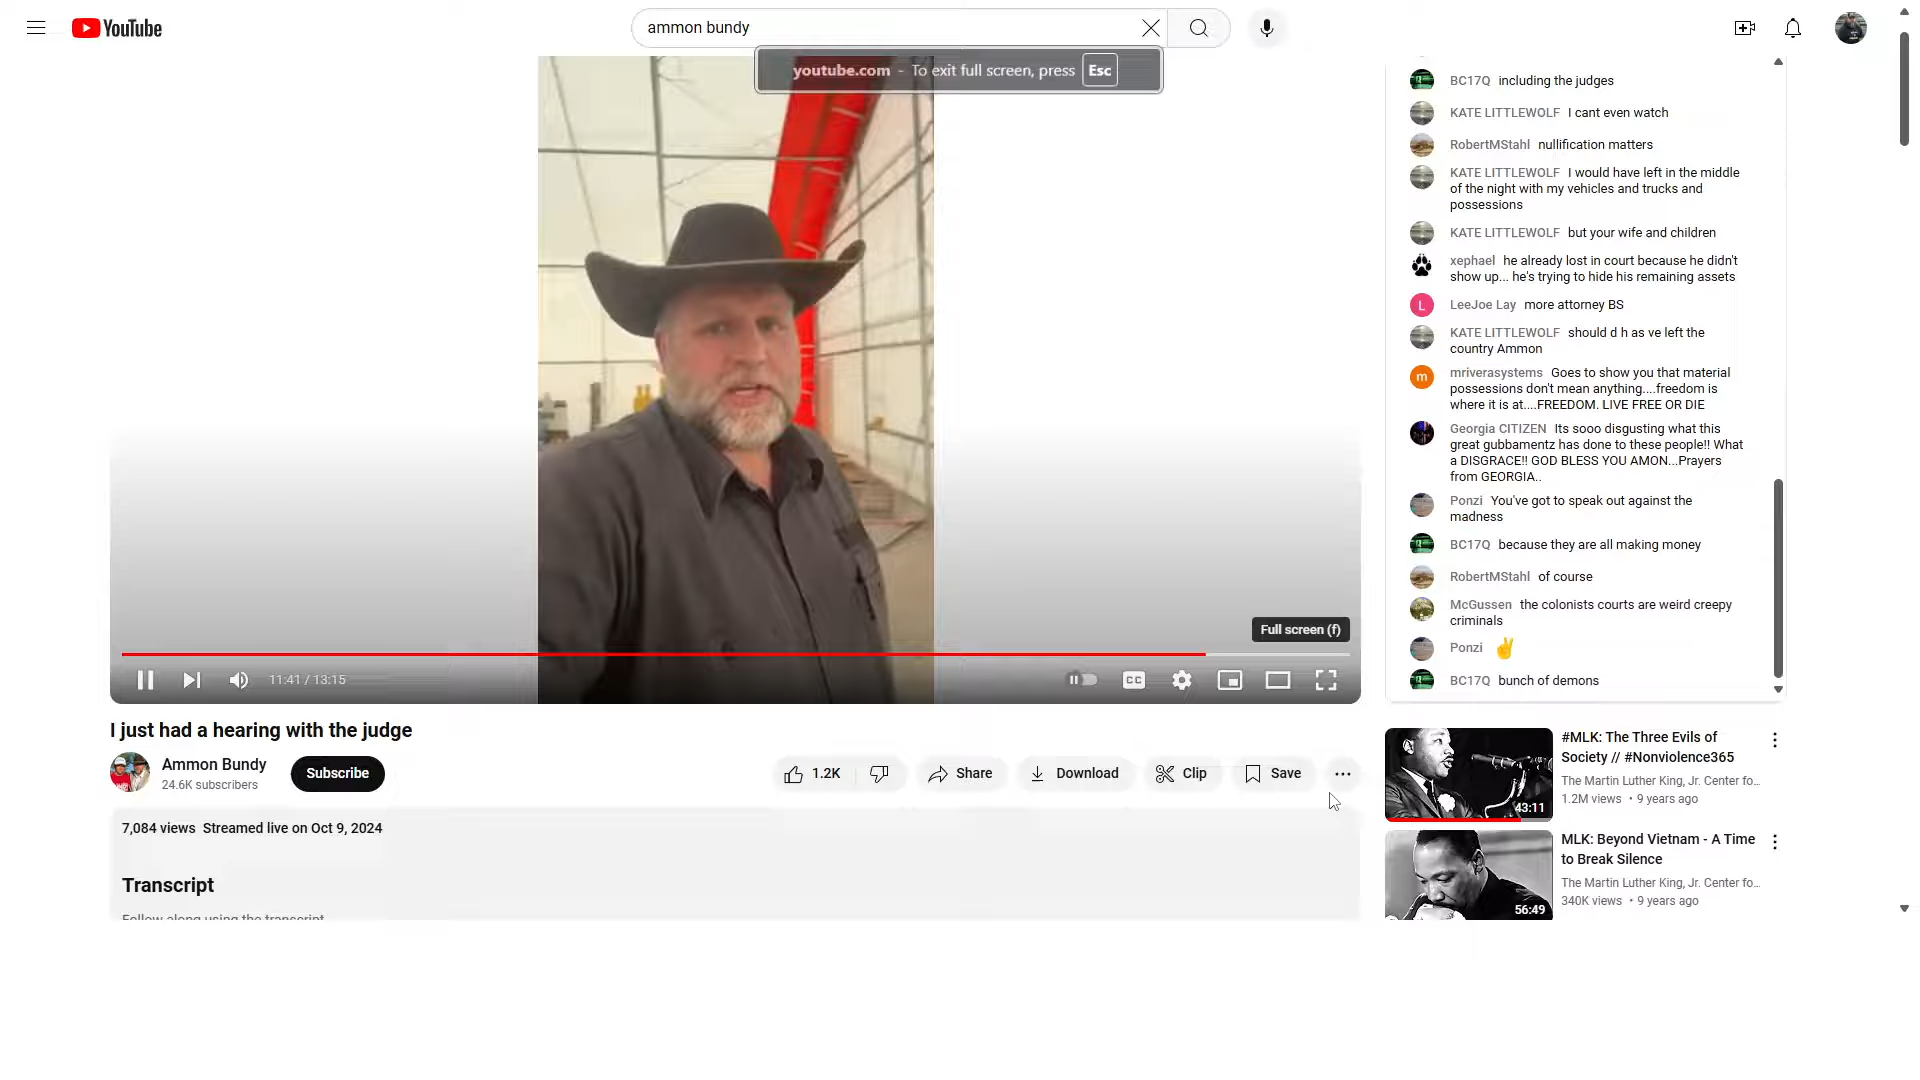 YouTube
ammon bundy
youtube.com - To exit full screen, press Esc
BC17Q including the judges
KATE LITTLEWOLF I cant even watch
RobertMStahl nullification matters
KATE LITTLEWOLF I would have left in the middle
of the night with my vehicles and trucks and
possessions
KATE LITTLEWOLF but your wife and children
xephael he already lost in court because he didn't
show up... he's trying to hide his remaining assets
L LeeJoe Lay more attorney BS
KATE LITTLEWOLF should d h as ve left the
country Ammon
m mriverasystems Goes to show you that material
possessions don't mean anything....freedom is
where it is at....FREEDOM. LIVE FREE OR DIE
Georgia CITIZEN Its sooo disgusting what this
great gubbamentz has done to these people!! What
a DISGRACE!! GOD BLESS YOU AMON...Prayers
from GEORGIA..
Ponzi You've got to speak out against the
madness
BC17Q because they are all making money
RobertMStahl of course
McGussen the colonists courts are weird creepy
criminals
Ponzi ✌
BC17Q bunch of demons
Full screen (f)
11:41 / 13:15
CC
I just had a hearing with the judge
Ammon Bundy
24.6K subscribers
Subscribe
1.2K
Share
Download
Clip
Save
7,084 views Streamed live on Oct 9, 2024
Transcript
Follow along using the transcript.
43:11
#MLK: The Three Evils of
Society // #Nonviolence365
The Martin Luther King, Jr. Center fo...
1.2M views • 9 years ago
56:49
MLK: Beyond Vietnam - A Time
to Break Silence
The Martin Luther King, Jr. Center fo...
340K views • 9 years ago